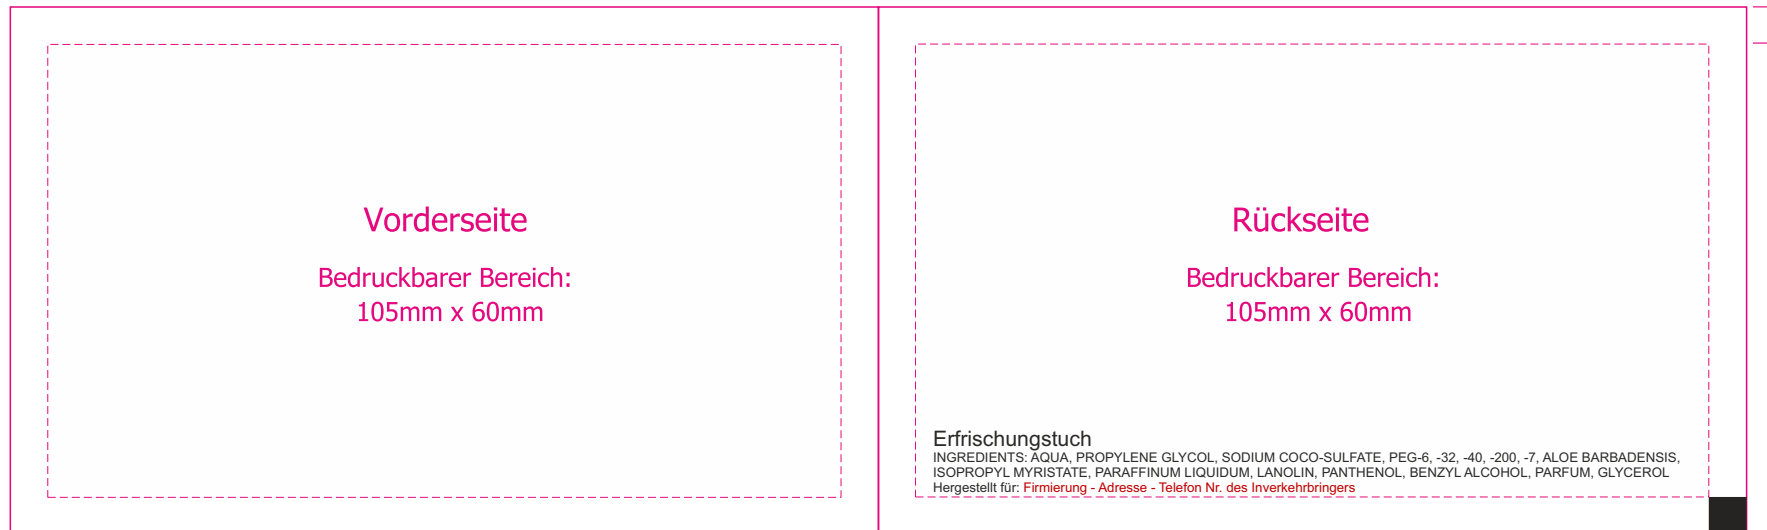 Vorderseite
Bedruckbarer Bereich:
105mm x 60mm
Rückseite
Bedruckbarer Bereich:
105mm x 60mm
Erfrischungstuch
INGREDIENTS: AQUA, PROPYLENE GLYCOL, SODIUM COCO-SULFATE, PEG-6, -32, -40, -200, -7, ALOE BARBADENSIS,
ISOPROPYL MYRISTATE, PARAFFINUM LIQUIDUM, LANOLIN, PANTHENOL, BENZYL ALCOHOL, PARFUM, GLYCEROL
Hergestellt für: Firmierung - Adresse - Telefon Nr. des Inverkehrbringers